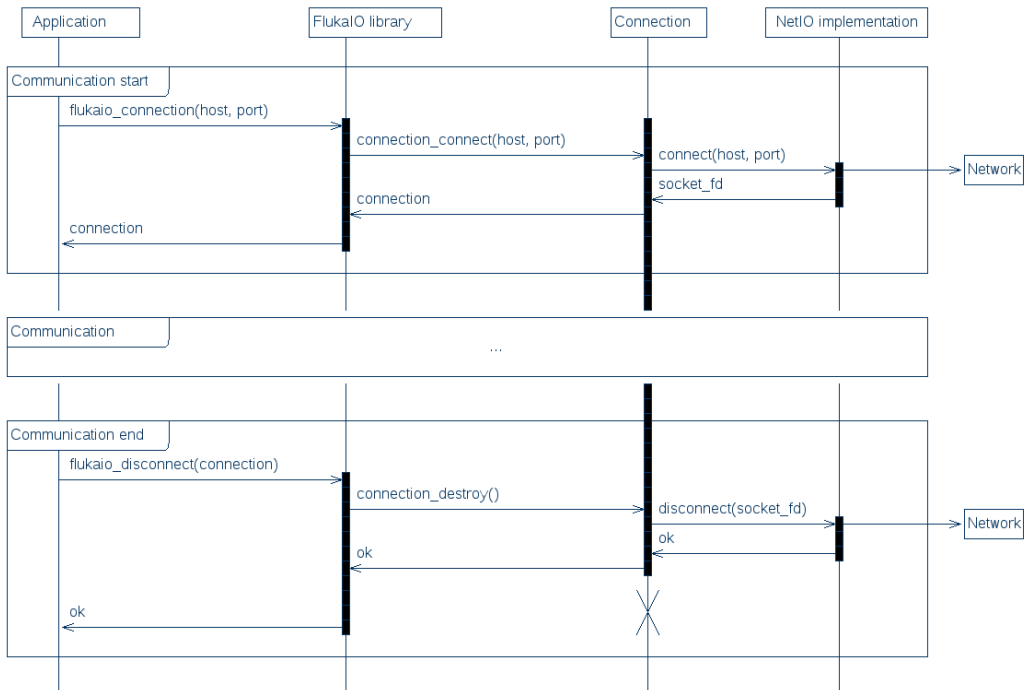 Application
FlukaIO library
Connection
NetIO implementation
Communication start
flukaio_connection(host, port)
connection_connect(host, port)
connect(host, port)
Network
socket_fd
connection
connection
Communication
...
Communication end
flukaio_disconnect(connection)
connection_destroy()
disconnect(socket_fd)
Network
ok
ok
ok